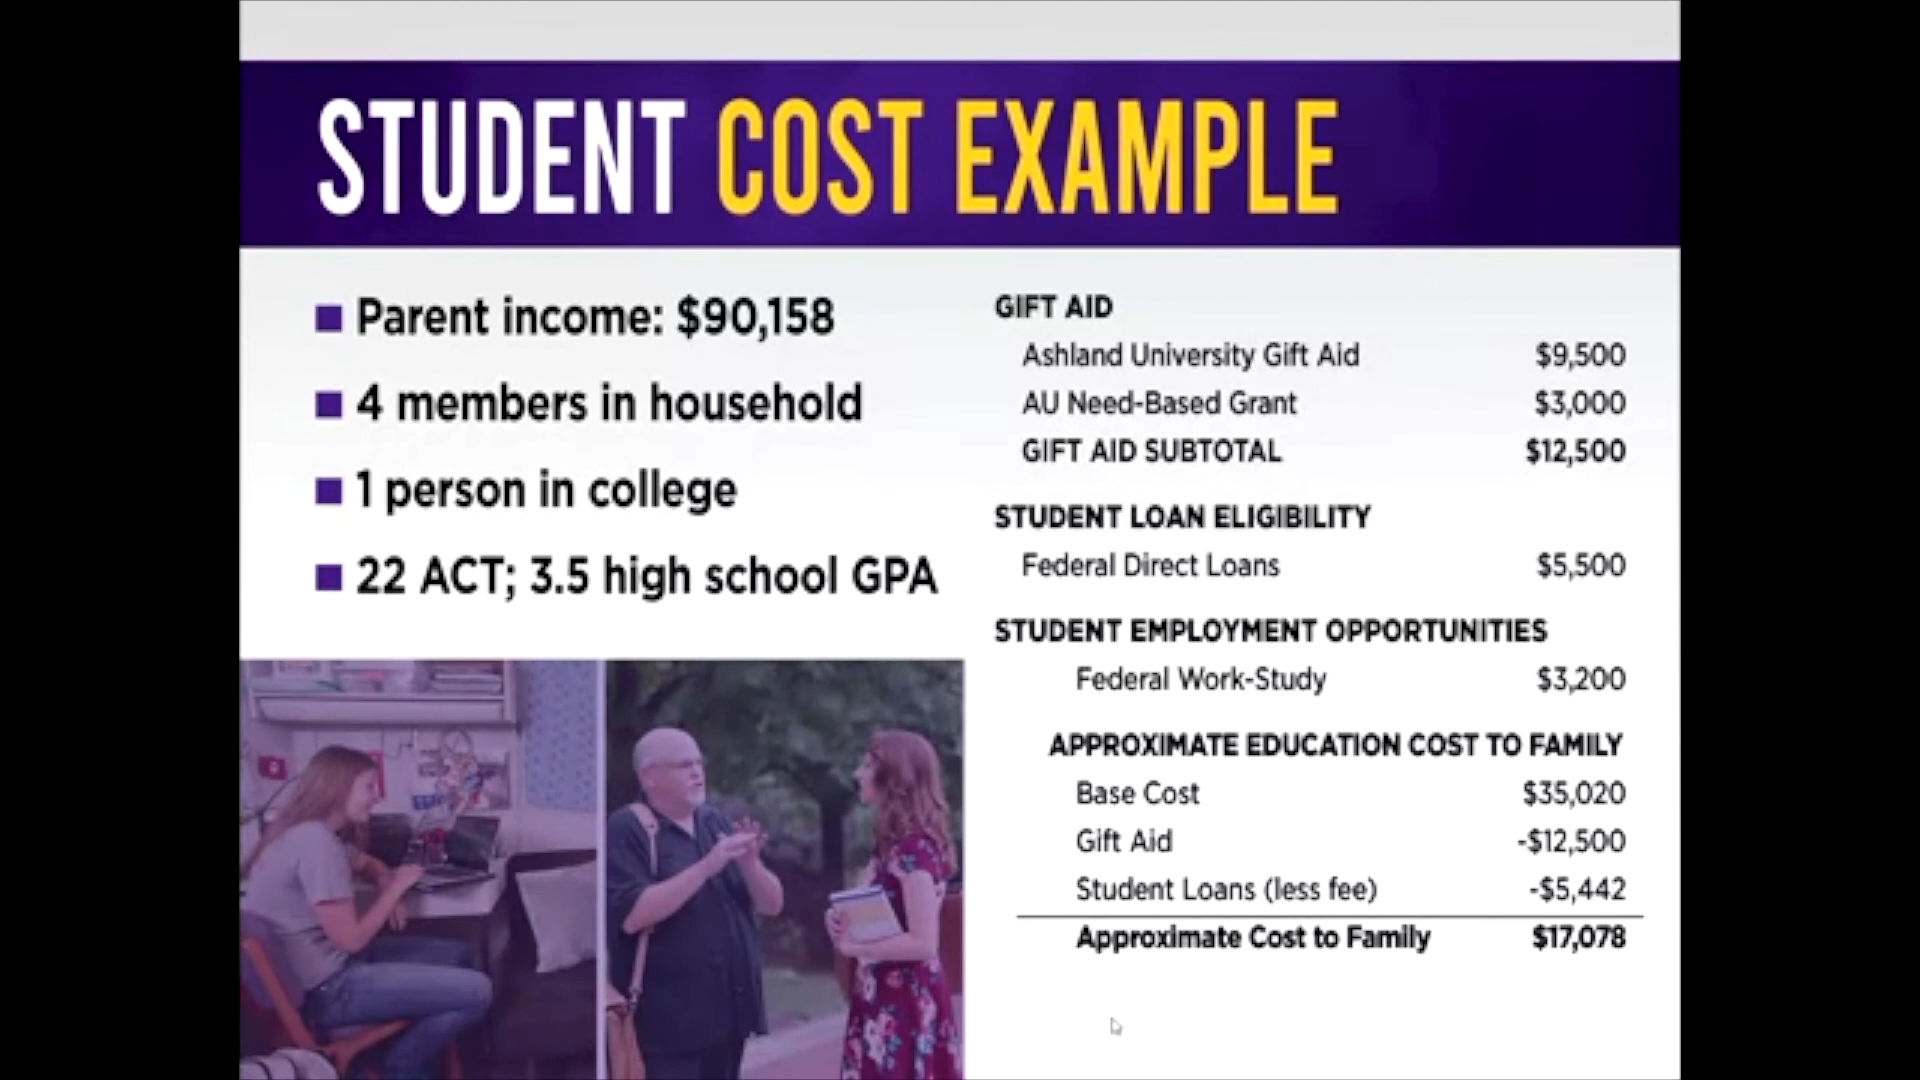 STUDENT COST EXAMPLE
Parent income: $90,158
4 members in household
1 person in college
22 ACT; 3.5 high school GPA
GIFT AID
Ashland University Gift Aid $9,500
AU Need-Based Grant $3,000
GIFT AID SUBTOTAL $12,500
STUDENT LOAN ELIGIBILITY
Federal Direct Loans $5,500
STUDENT EMPLOYMENT OPPORTUNITIES
Federal Work-Study $3,200
APPROXIMATE EDUCATION COST TO FAMILY
Base Cost $35,020
Gift Aid -$12,500
Student Loans (less fee) -$5,442
Approximate Cost to Family $17,078